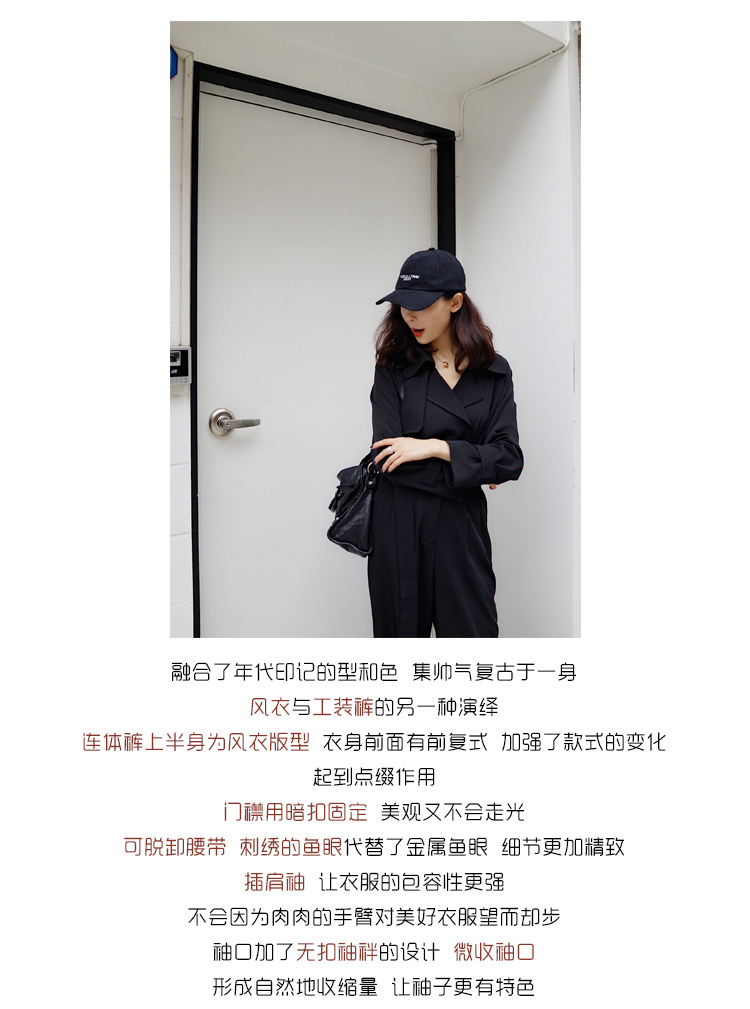 融合了年代印记的型和色 集帅气复古于一身
风衣与工装裤的另一种演绎
连体裤上半身为风衣版型 衣身前面有前复式 加强了款式的变化
起到点缀作用
门襟用暗扣固定 美观又不会走光
可脱卸腰带 刺绣的鱼眼代替了金属鱼眼 细节更加精致
插肩袖 让衣服的包容性更强
不会因为肉肉的手臂对美好衣服望而却步
袖口加了无扣袖袢的设计 微收袖口
形成自然地收缩量 让袖子更有特色